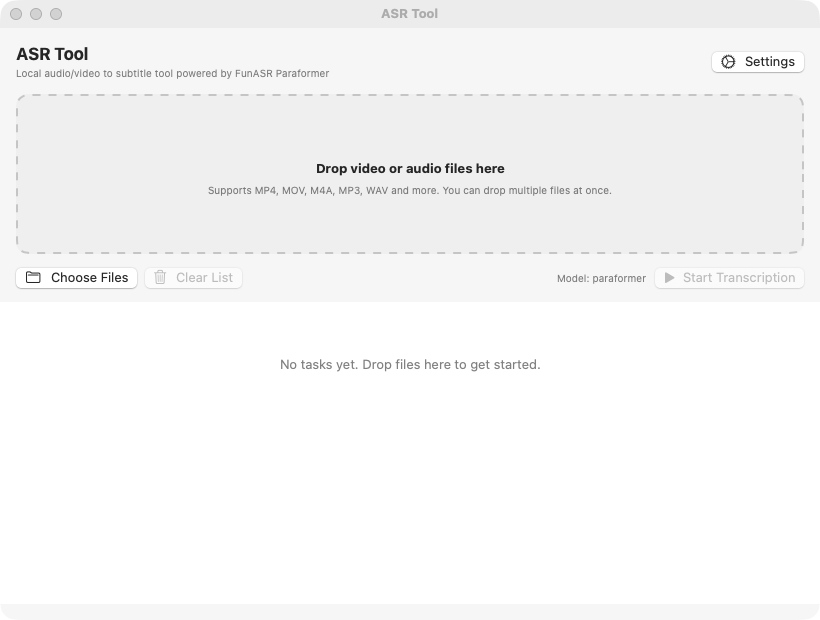 ASR Tool
ASR Tool
Local audio/video to subtitle tool powered by FunASR Paraformer
Settings
Drop video or audio files here
Supports MP4, MOV, M4A, MP3, WAV and more. You can drop multiple files at once.
Choose Files
Clear List
Model: paraformer
Start Transcription
No tasks yet. Drop files here to get started.